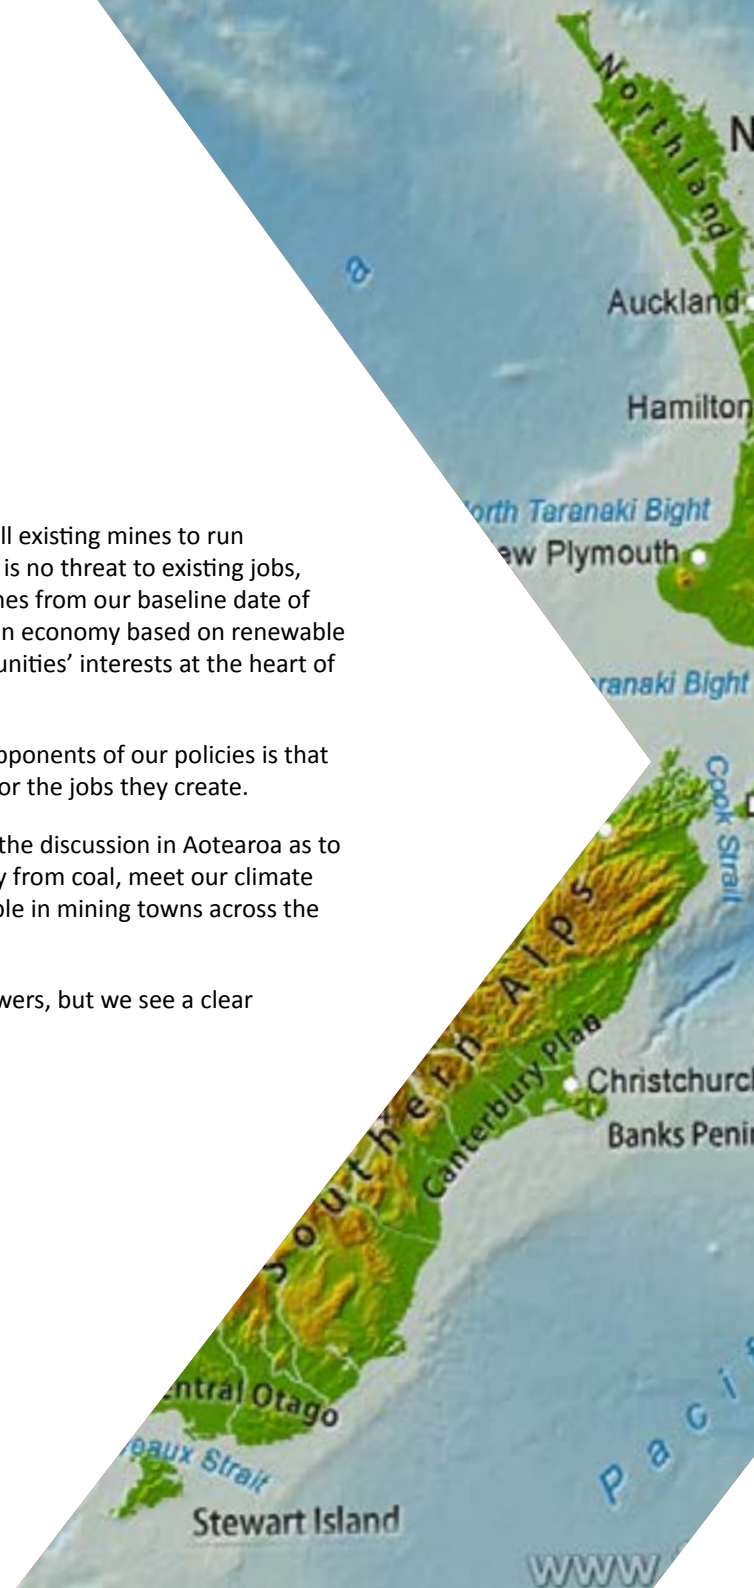 ll existing mines to run
is no threat to existing jobs,
nes from our baseline date of
n economy based on renewable
unities' interests at the heart of
pponents of our policies is that
or the jobs they create.
the discussion in Aotearoa as to
y from coal, meet our climate
ple in mining towns across the
wers, but we see a clear
Northland
N
a
Auckland
Hamilton
orth Taranaki Bight
ew Plymouth
ranaki Bight
Cook Strait
Southern Alps
Canterbury Plain
Christchurch
Banks Penin
ntral Otago
eaux Strait
Stewart Island
Pacif
www.